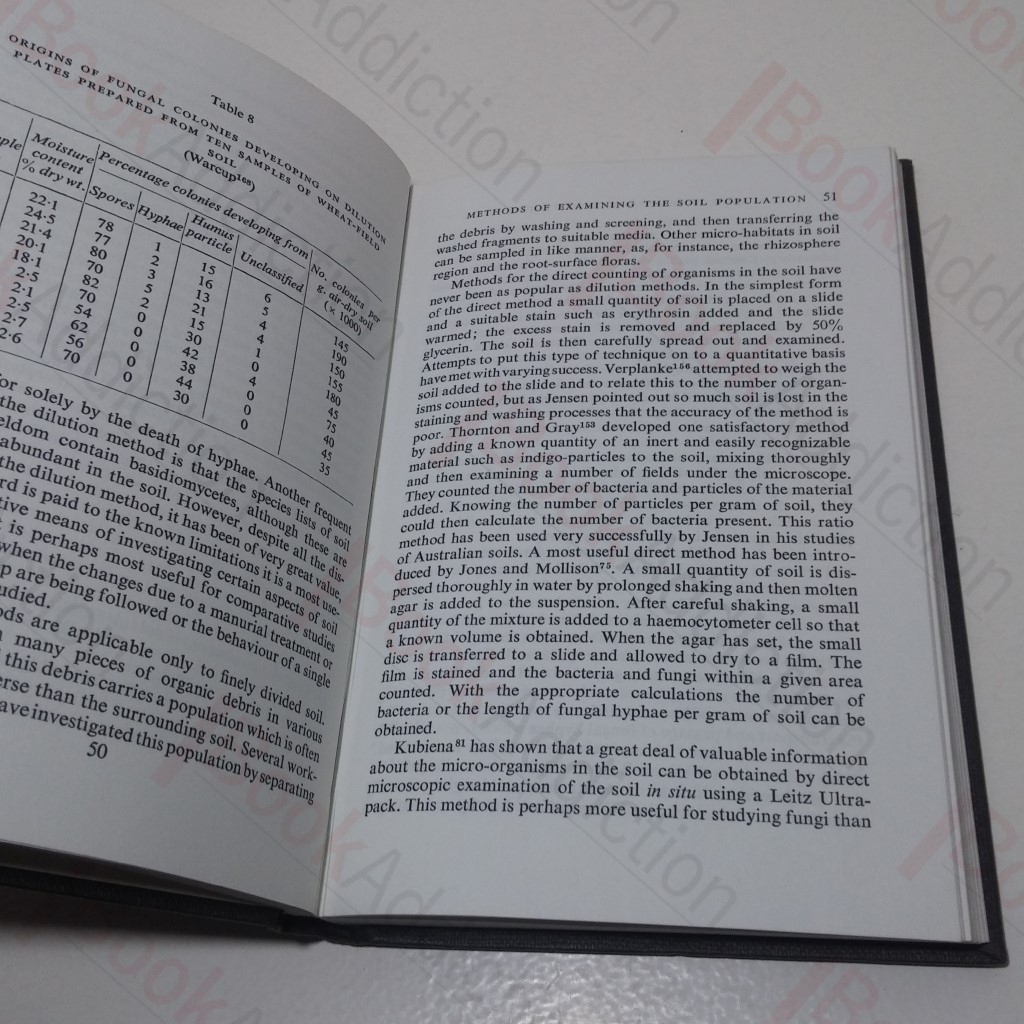 Table 8
ORIGINS OF FUNGAL COLONIES DEVELOPING ON DILUTION
PLATES PREPARED FROM TEN SAMPLES OF WHEAT-FIELD
SOIL
(Warcup¹⁶⁸)
ple Moisture content % dry wt. Percentage colonies developing from No. colonies per g. air-dry soil (× 1000)
Spores Hyphae Humus particle Unclassified
22·1 78 1 15 6 145
24·5 77 2 16 5 190
21·4 80 3 13 4 150
20·1 70 5 21 4 155
18·1 82 2 15 1 180
2·5 70 0 30 0 45
2·1 54 0 42 4 75
2·5 62 0 38 0 40
2·7 56 0 44 0 45
2·6 70 0 30 0 35
for solely by the death of hyphae. Another frequent
the dilution method is that the species lists of soil
eldom contain basidiomycetes, although these are
abundant in the soil. However, despite all the dis-
the dilution method, it has been of very great value,
rd is paid to the known limitations it is a most use-
tive means of investigating certain aspects of soil
t is perhaps most useful for comparative studies
when the changes due to a manurial treatment or
p are being followed or the behaviour of a single
udied.
ods are applicable only to finely divided soil.
n many pieces of organic debris in various
this debris carries a population which is often
erse than the surrounding soil. Several work-
ave investigated this population by separating
50
METHODS OF EXAMINING THE SOIL POPULATION 51
the debris by washing and screening, and then transferring the
washed fragments to suitable media. Other micro-habitats in soil
can be sampled in like manner, as, for instance, the rhizosphere
region and the root-surface floras.
Methods for the direct counting of organisms in the soil have
never been as popular as dilution methods. In the simplest form
of the direct method a small quantity of soil is placed on a slide
and a suitable stain such as erythrosin added and the slide
warmed; the excess stain is removed and replaced by 50%
glycerin. The soil is then carefully spread out and examined.
Attempts to put this type of technique on to a quantitative basis
have met with varying success. Verplanke¹⁵⁶ attempted to weigh the
soil added to the slide and to relate this to the number of organ-
isms counted, but as Jensen pointed out so much soil is lost in the
staining and washing processes that the accuracy of the method is
poor. Thornton and Gray¹⁵³ developed one satisfactory method
by adding a known quantity of an inert and easily recognizable
material such as indigo-particles to the soil, mixing thoroughly
and then examining a number of fields under the microscope.
They counted the number of bacteria and particles of the material
added. Knowing the number of particles per gram of soil, they
could then calculate the number of bacteria present. This ratio
method has been used very successfully by Jensen in his studies
of Australian soils. A most useful direct method has been intro-
duced by Jones and Mollison⁷⁵. A small quantity of soil is dis-
persed thoroughly in water by prolonged shaking and then molten
agar is added to the suspension. After careful shaking, a small
quantity of the mixture is added to a haemocytometer cell so that
a known volume is obtained. When the agar has set, the small
disc is transferred to a slide and allowed to dry to a film. The
film is stained and the bacteria and fungi within a given area
counted. With the appropriate calculations the number of
bacteria or the length of fungal hyphae per gram of soil can be
obtained.
Kubiena⁸¹ has shown that a great deal of valuable information
about the micro-organisms in the soil can be obtained by direct
microscopic examination of the soil in situ using a Leitz Ultra-
pack. This method is perhaps more useful for studying fungi than
BookAddiction